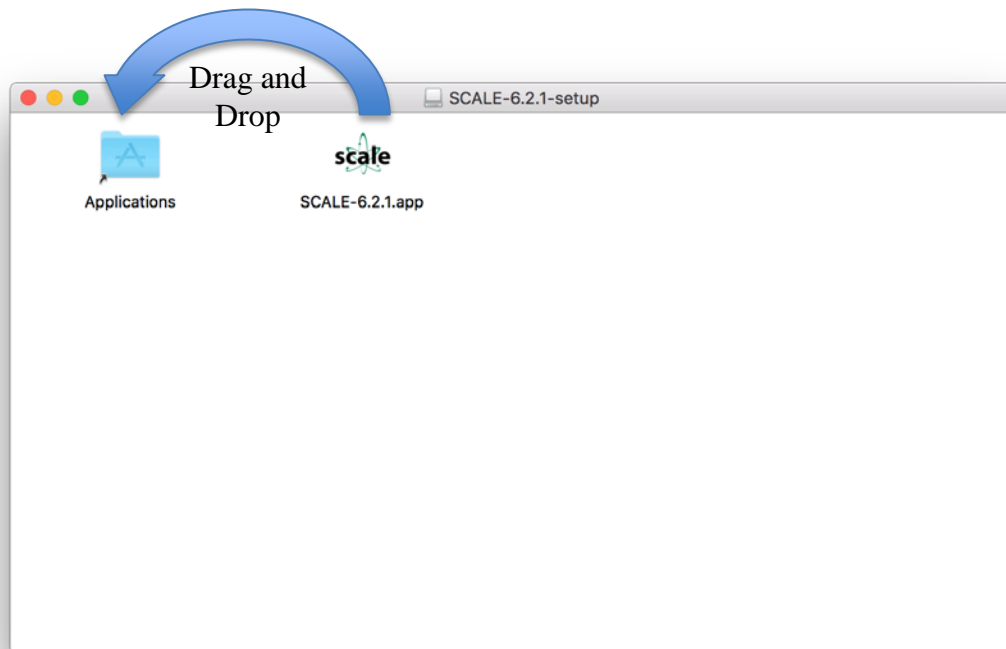 Drag and
Drop
SCALE-6.2.1-setup
scale
Applications
SCALE-6.2.1.app